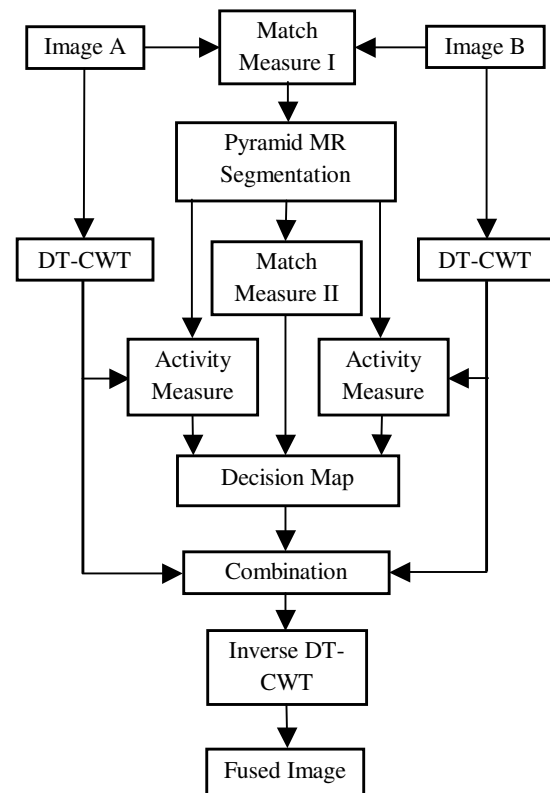 Image A
Match
Measure I
Image B
Pyramid MR
Segmentation
DT-CWT
Match
Measure II
DT-CWT
Activity
Measure
Activity
Measure
Decision Map
Combination
Inverse DT-
CWT
Fused Image